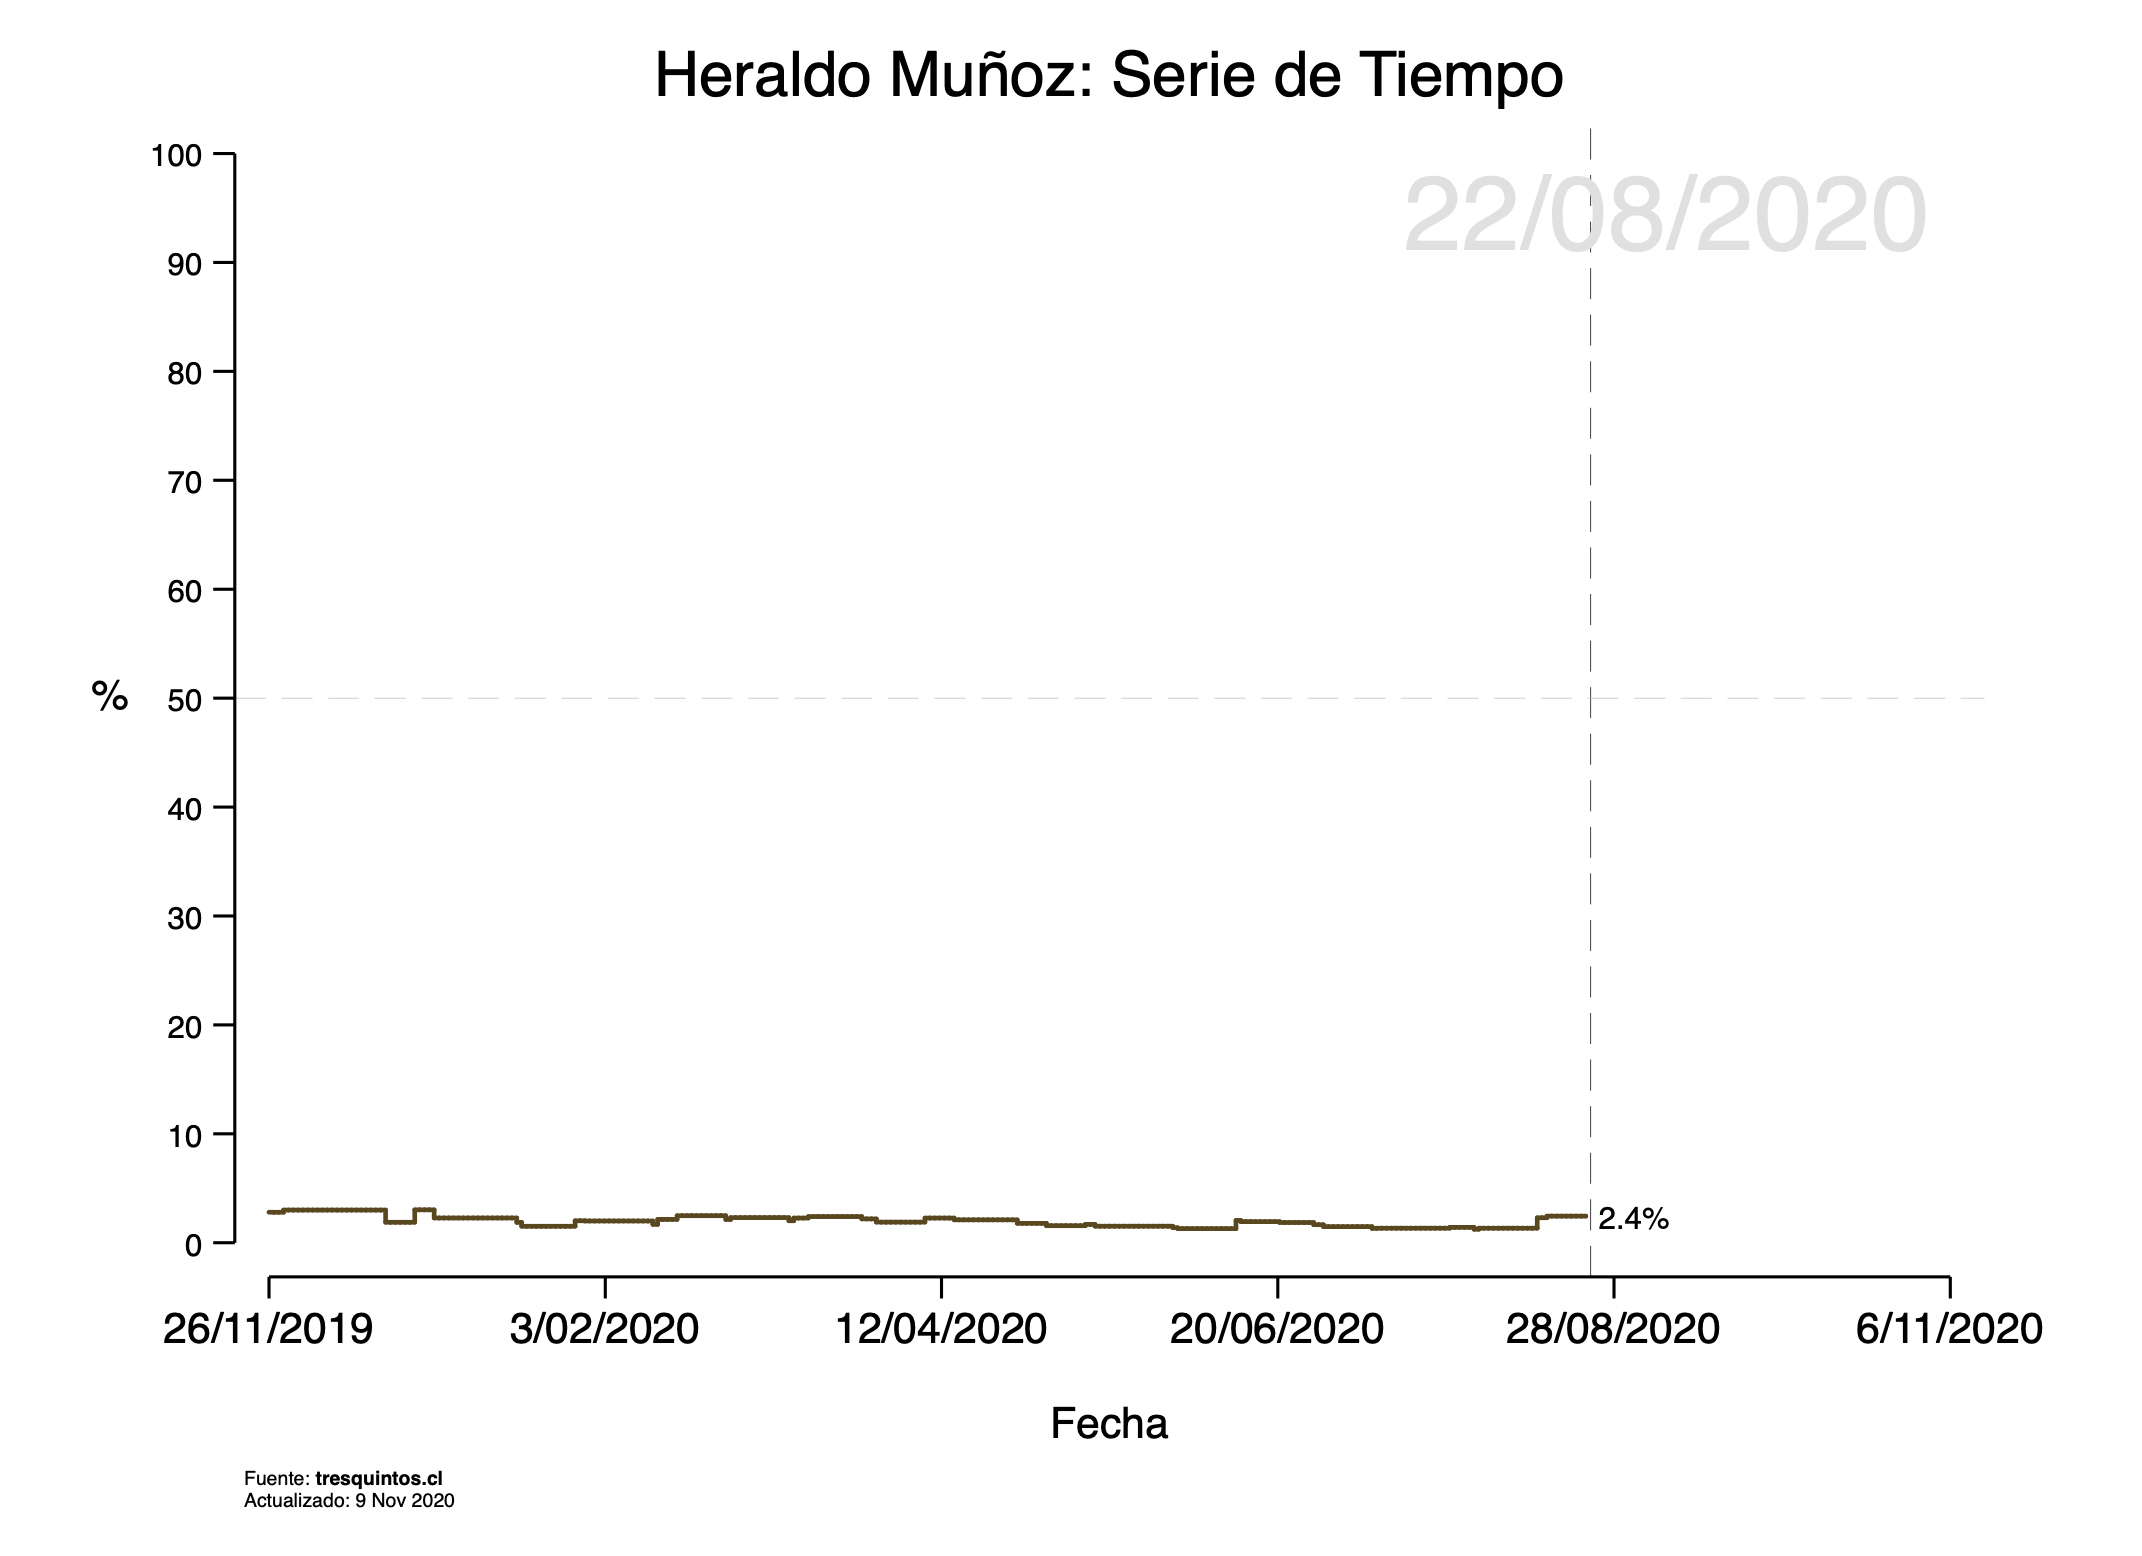 Heraldo Muñoz: Serie de Tiempo
22/08/2020
100
90
80
70
60
%
50
40
30
20
10
0
2.4%
26/11/2019 3/02/2020 12/04/2020 20/06/2020 28/08/2020 6/11/2020
Fecha
Fuente: tresquintos.cl
Actualizado: 9 Nov 2020